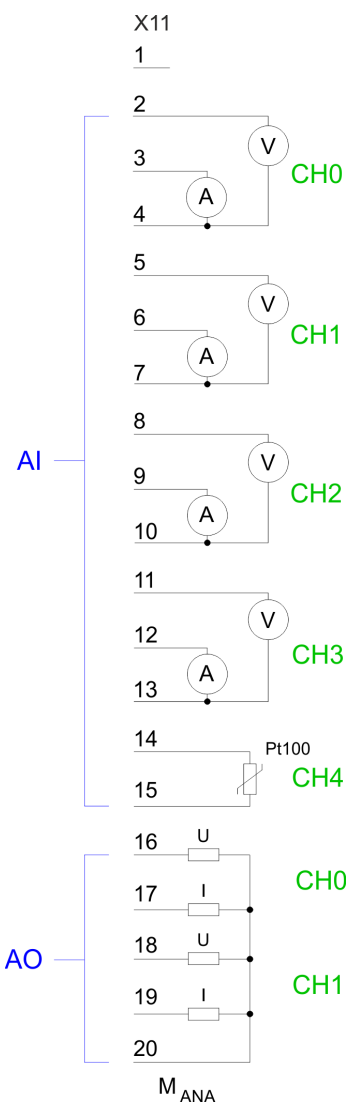 X11
1
2
V
3
CH0
A
4
5
V
6
CH1
A
7
8
V
AI
9
CH2
A
10
11
V
12
CH3
A
13
14
Pt100
CH4
15
16 U
CH0
17 I
18 U
AO
CH1
19 I
20
MANA